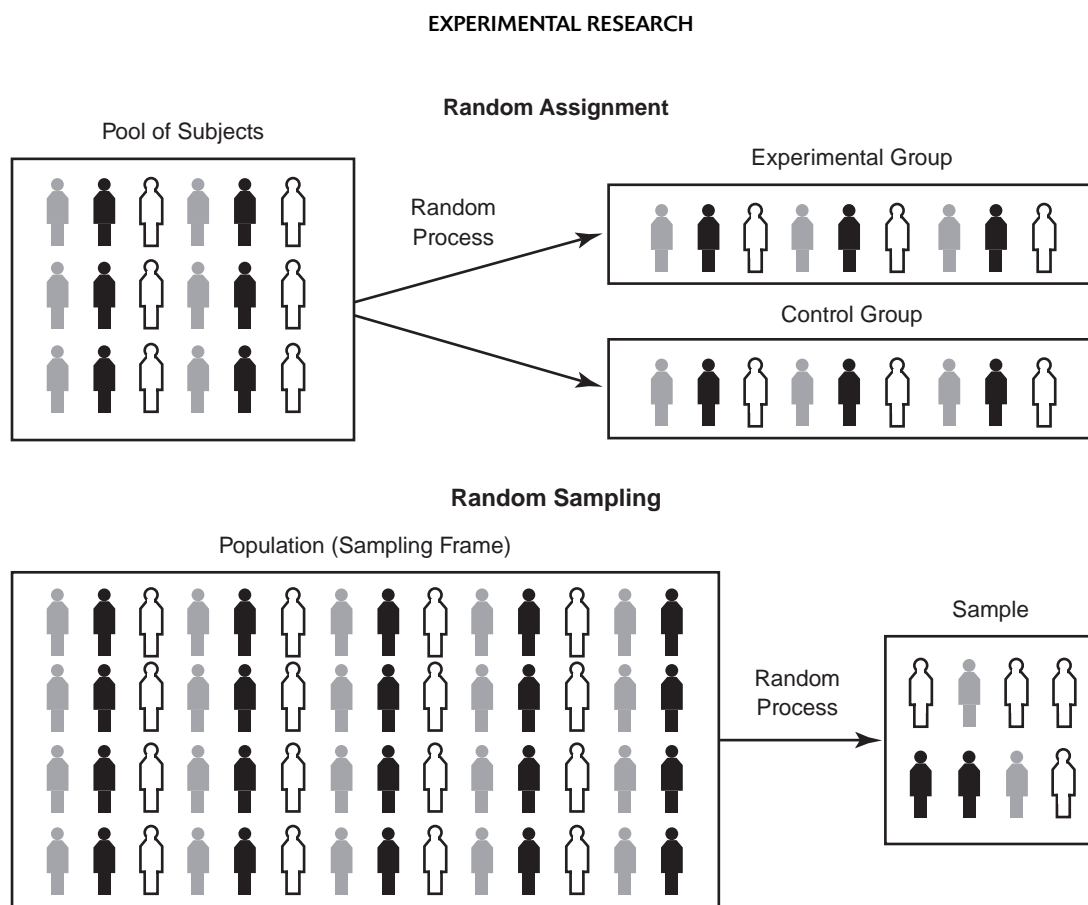 EXPERIMENTAL RESEARCH
Random Assignment
Pool of Subjects
Experimental Group
Random
Process
Control Group
Random Sampling
Population (Sampling Frame)
Sample
Random
Process